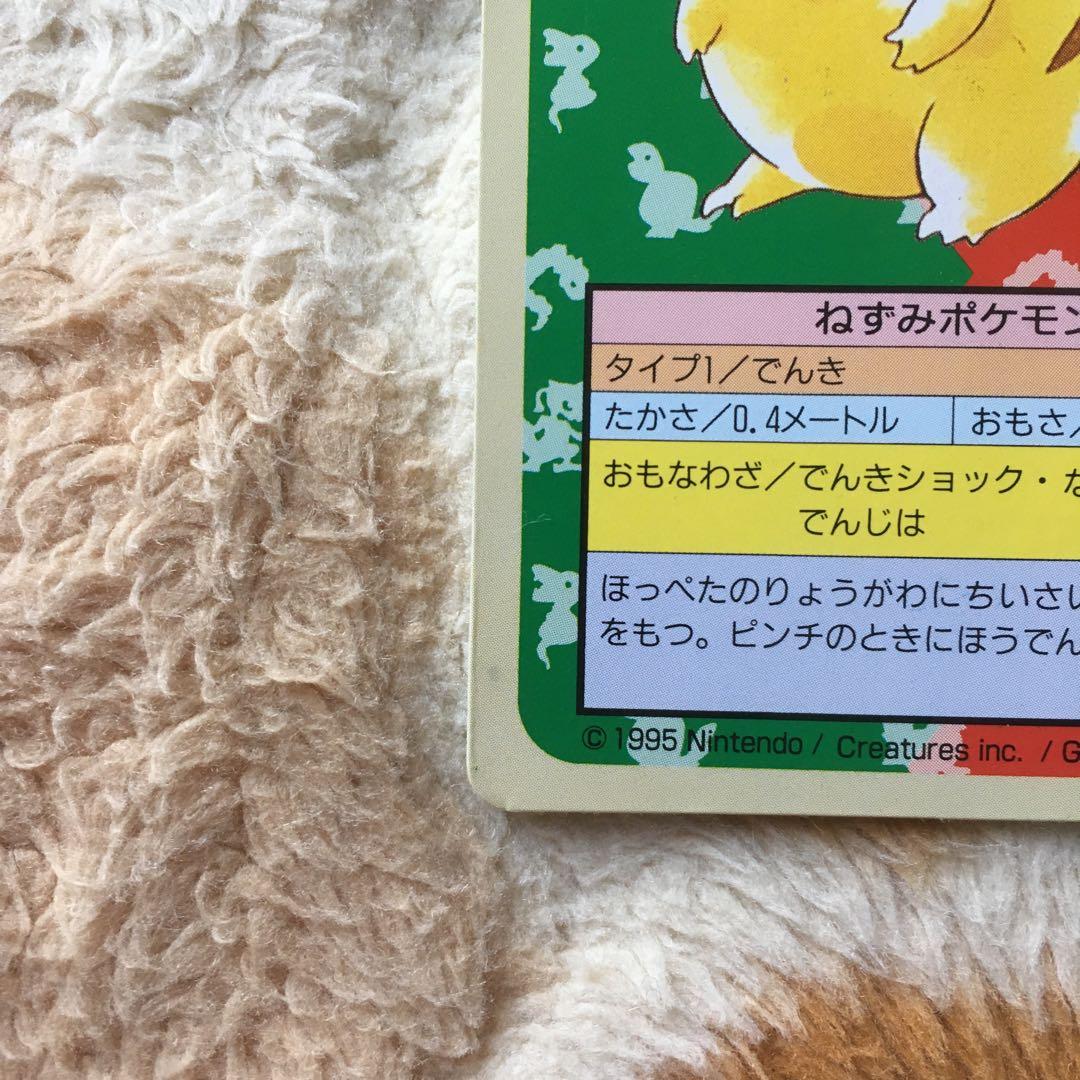 ねずみポケモン
タイプ1／でんき
たかさ／0.4メートル
おもさ／
おもなわざ／でんきショック・な
でんじは
ほっぺたのりょうがわにちいさい
をもつ。ピンチのときにほうでん
© 1995 Nintendo / Creatures inc. / G